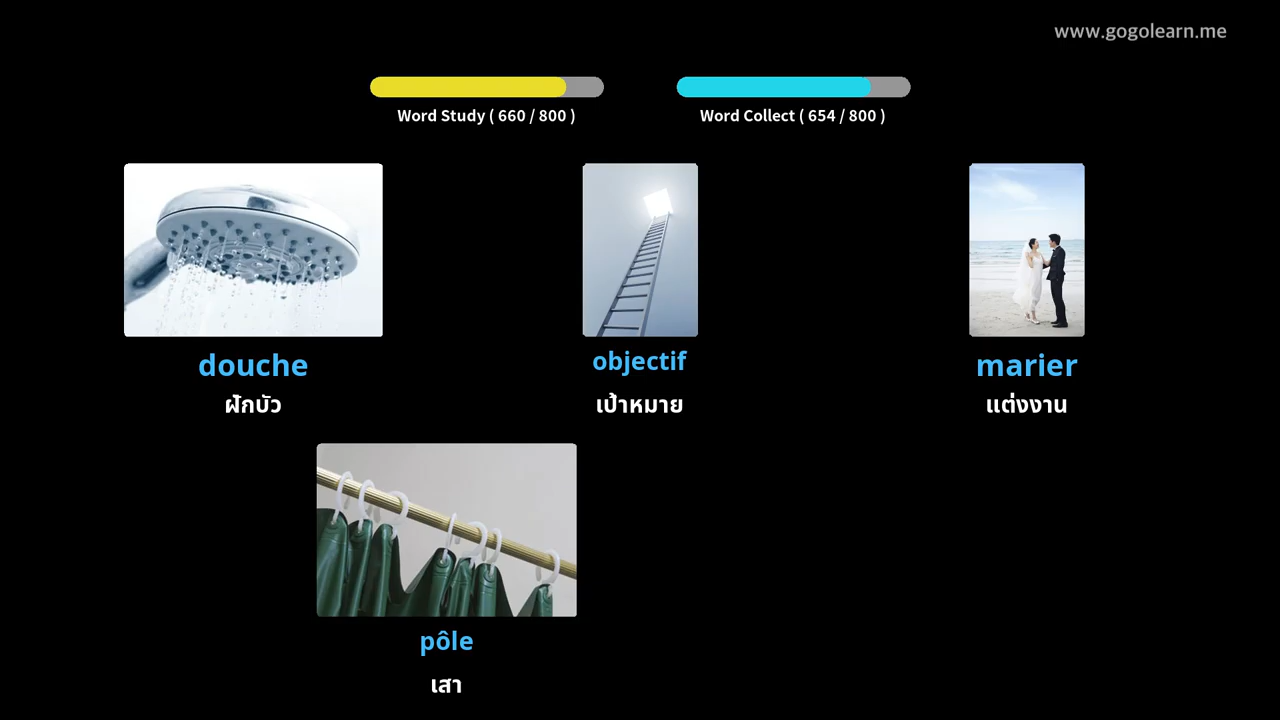 www.gogolearn.me
Word Study ( 660 / 800 )
Word Collect ( 654 / 800 )
douche
objectif
marier
ฝักบัว
เป้าหมาย
แต่งงาน
pôle
เสา